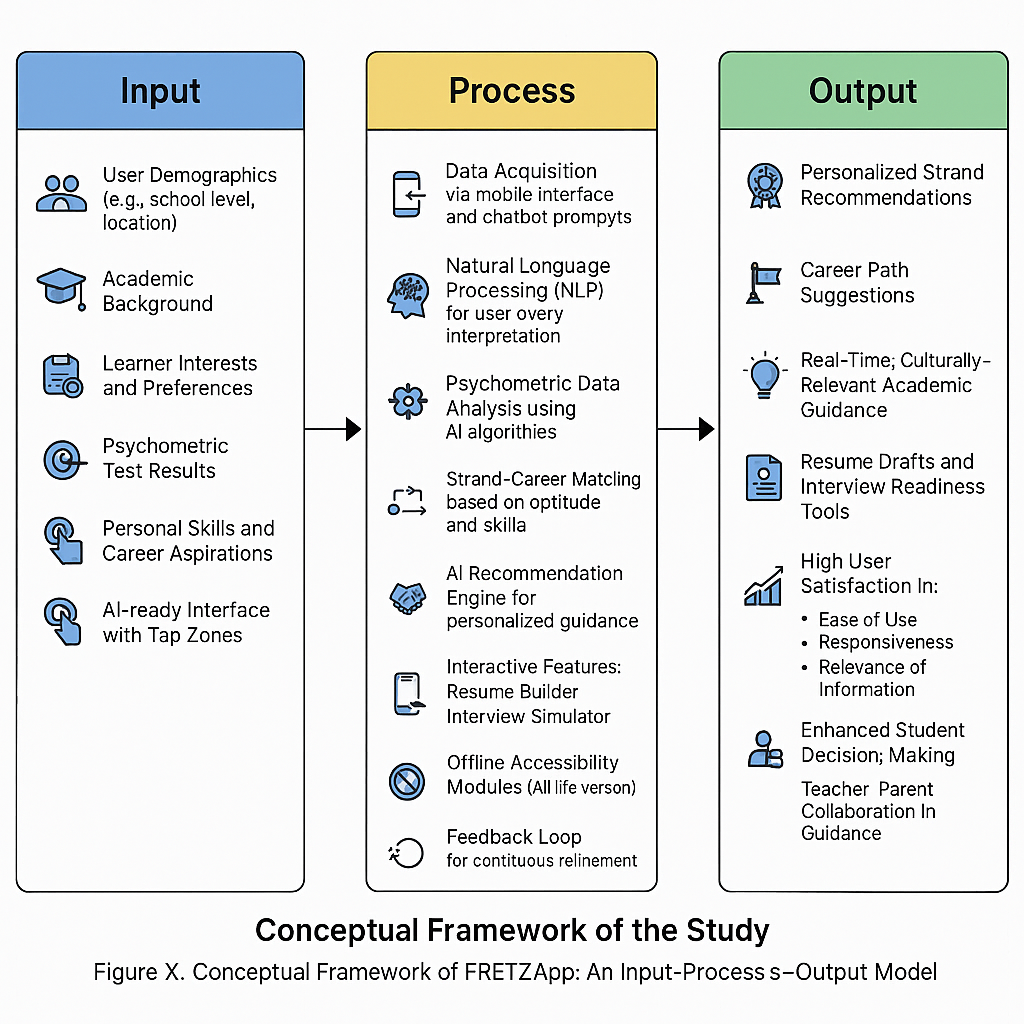 Input
User Demographics
(e.g., school level,
location)
Academic
Background
Learner Interests
and Preferences
Psychometric
Test Results
Personal Skills and
Career Aspirations
AI-ready Interface
with Tap Zones
Process
Data Acquisition
via mobile interface
and chatbot prompyts
Natural Longuage
Processing (NLP)
for user overy
interpretation
Psychometric Data
Ahalysis using
AI algorithies
Strand-Career Matcling
based on optitude
and skilla
AI Recommendation
Engine for
personalized guidance
Interactive Features:
Resume Builder
Interview Simulator
Offline Accessibility
Modules (All life verson)
Feedback Loop
for contituous relinement
Output
Personalized Strand
Recommendations
Career Path
Suggestions
Real-Time; Culturally–
Relevant Academic
Guidance
Resume Drafts and
Interview Readiness
Tools
High User
Satisfaction In:
• Ease of Use
• Responsiveness
• Relevance of
Information
Enhanced Student
Decision; Making
Teacher Parent
Collaboration In
Guidance
Conceptual Framework of the Study
Figure X. Conceptual Framework of FRETZApp: An Input-Process s–Output Model